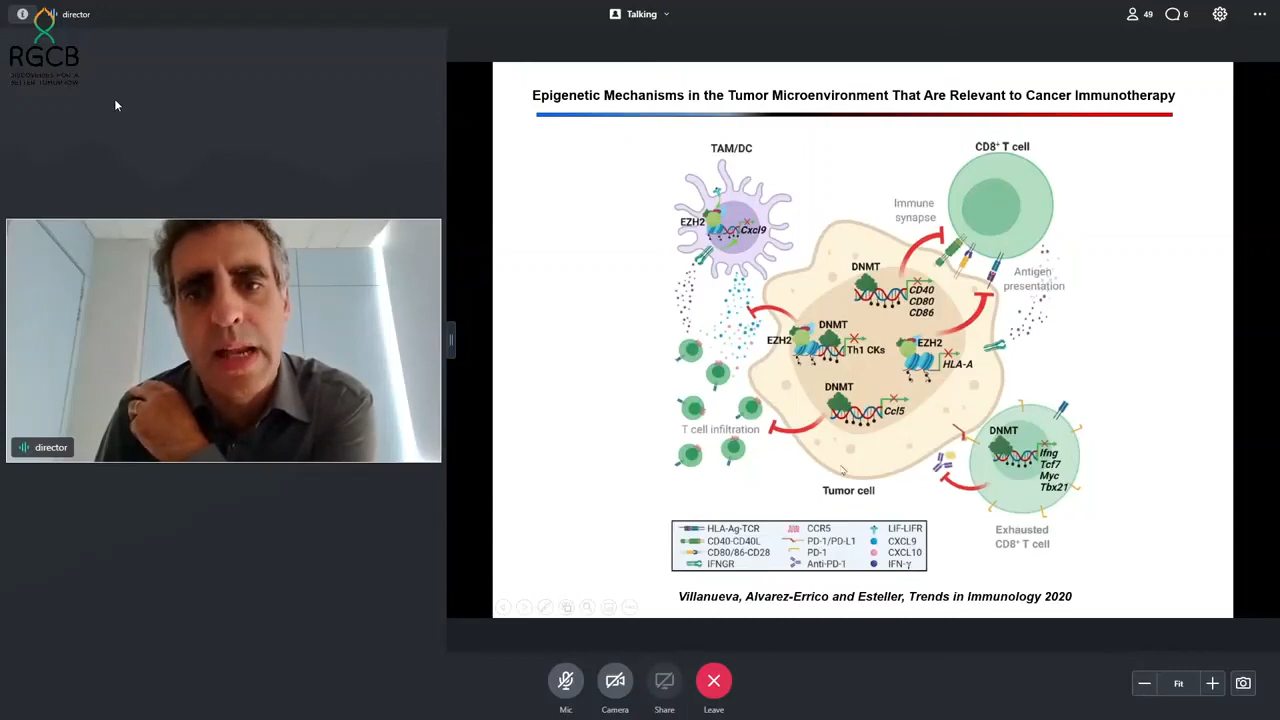 director
Talking
49
6
RGCB
DISCOVERIES FOR A
BETTER TOMORROW
Epigenetic Mechanisms in the Tumor Microenvironment That Are Relevant to Cancer Immunotherapy
TAM/DC
EZH2
Cxcl9
CD8⁺ T cell
Immune
synapse
Antigen
presentation
DNMT
CD40
CD80
CD86
EZH2
DNMT
Th1 CKs
EZH2
HLA-A
DNMT
Ccl5
T cell infiltration
Tumor cell
DNMT
Ifng
Tcf7
Myc
Tbx21
Exhausted
CD8⁺ T cell
HLA-Ag-TCR
CD40-CD40L
CD80/86-CD28
IFNGR
CCR5
PD-1/PD-L1
PD-1
Anti-PD-1
LIF-LIFR
CXCL9
CXCL10
IFN-γ
Villanueva, Alvarez-Errico and Esteller, Trends in Immunology 2020
director
Mic
Camera
Share
Leave
Fit